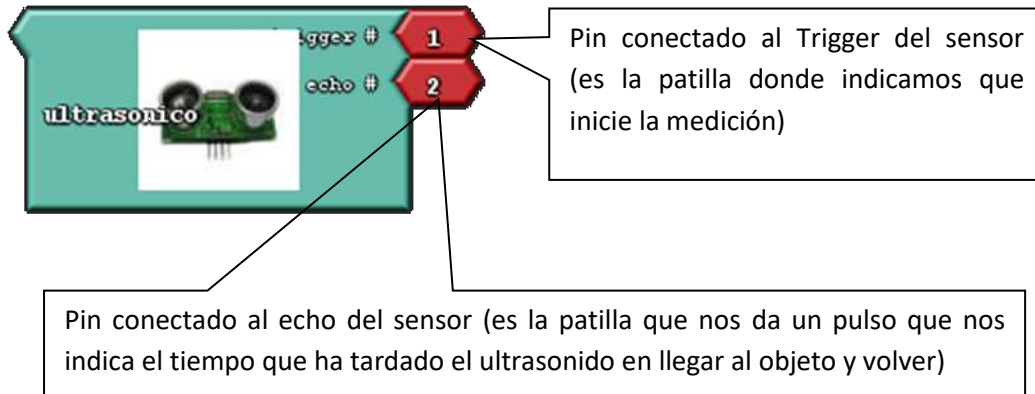 trigger # 1
echo # 2
ultrasonico
Pin conectado al Trigger del sensor
(es la patilla donde indicamos que
inicie la medición)
Pin conectado al echo del sensor (es la patilla que nos da un pulso que nos
indica el tiempo que ha tardado el ultrasonido en llegar al objeto y volver)